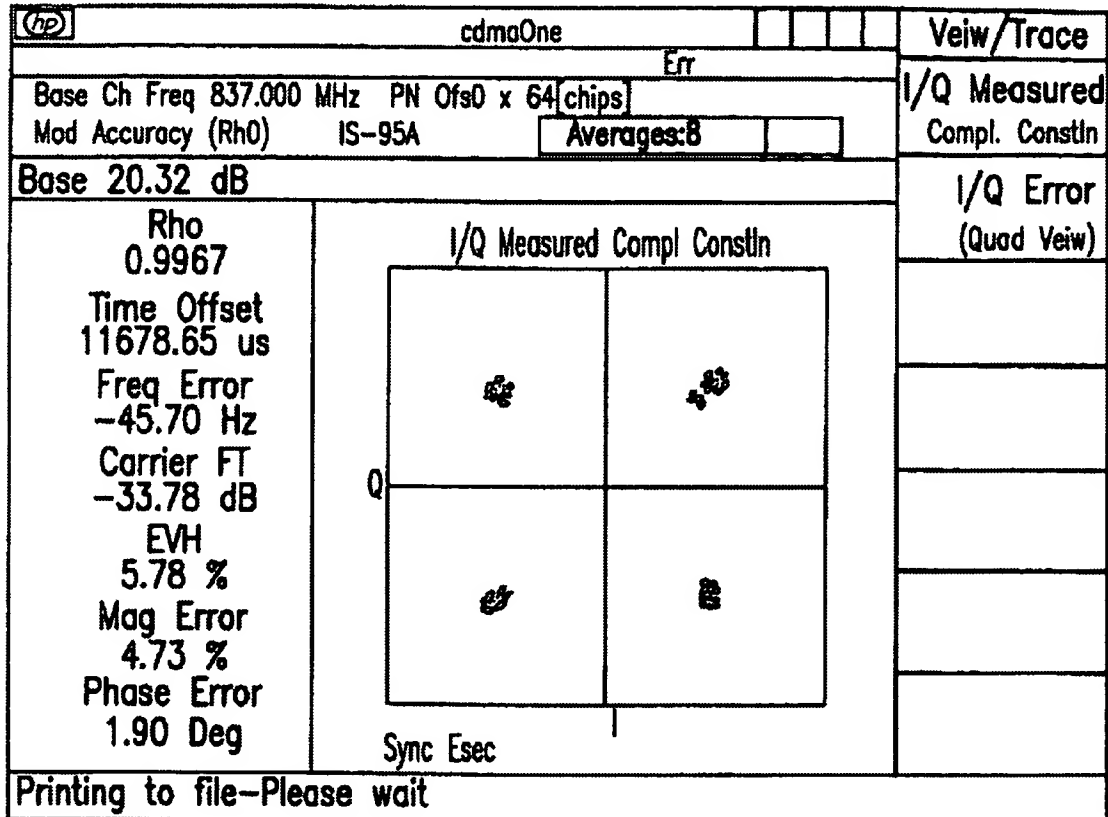 hp
cdmaOne
Veiw/Trace
Err
Base Ch Freq 837.000 MHz PN Ofs0 x 64[chips]
I/Q Measured
Compl. Constln
Mod Accuracy (Rh0) IS-95A Averages:8
Base 20.32 dB
I/Q Error
(Quad Veiw)
Rho
0.9967
Time Offset
11678.65 us
Freq Error
-45.70 Hz
Carrier FT
-33.78 dB
EVH
5.78 %
Mag Error
4.73 %
Phase Error
1.90 Deg
I/Q Measured Compl Constln
Q
I
Sync Esec
Printing to file-Please wait